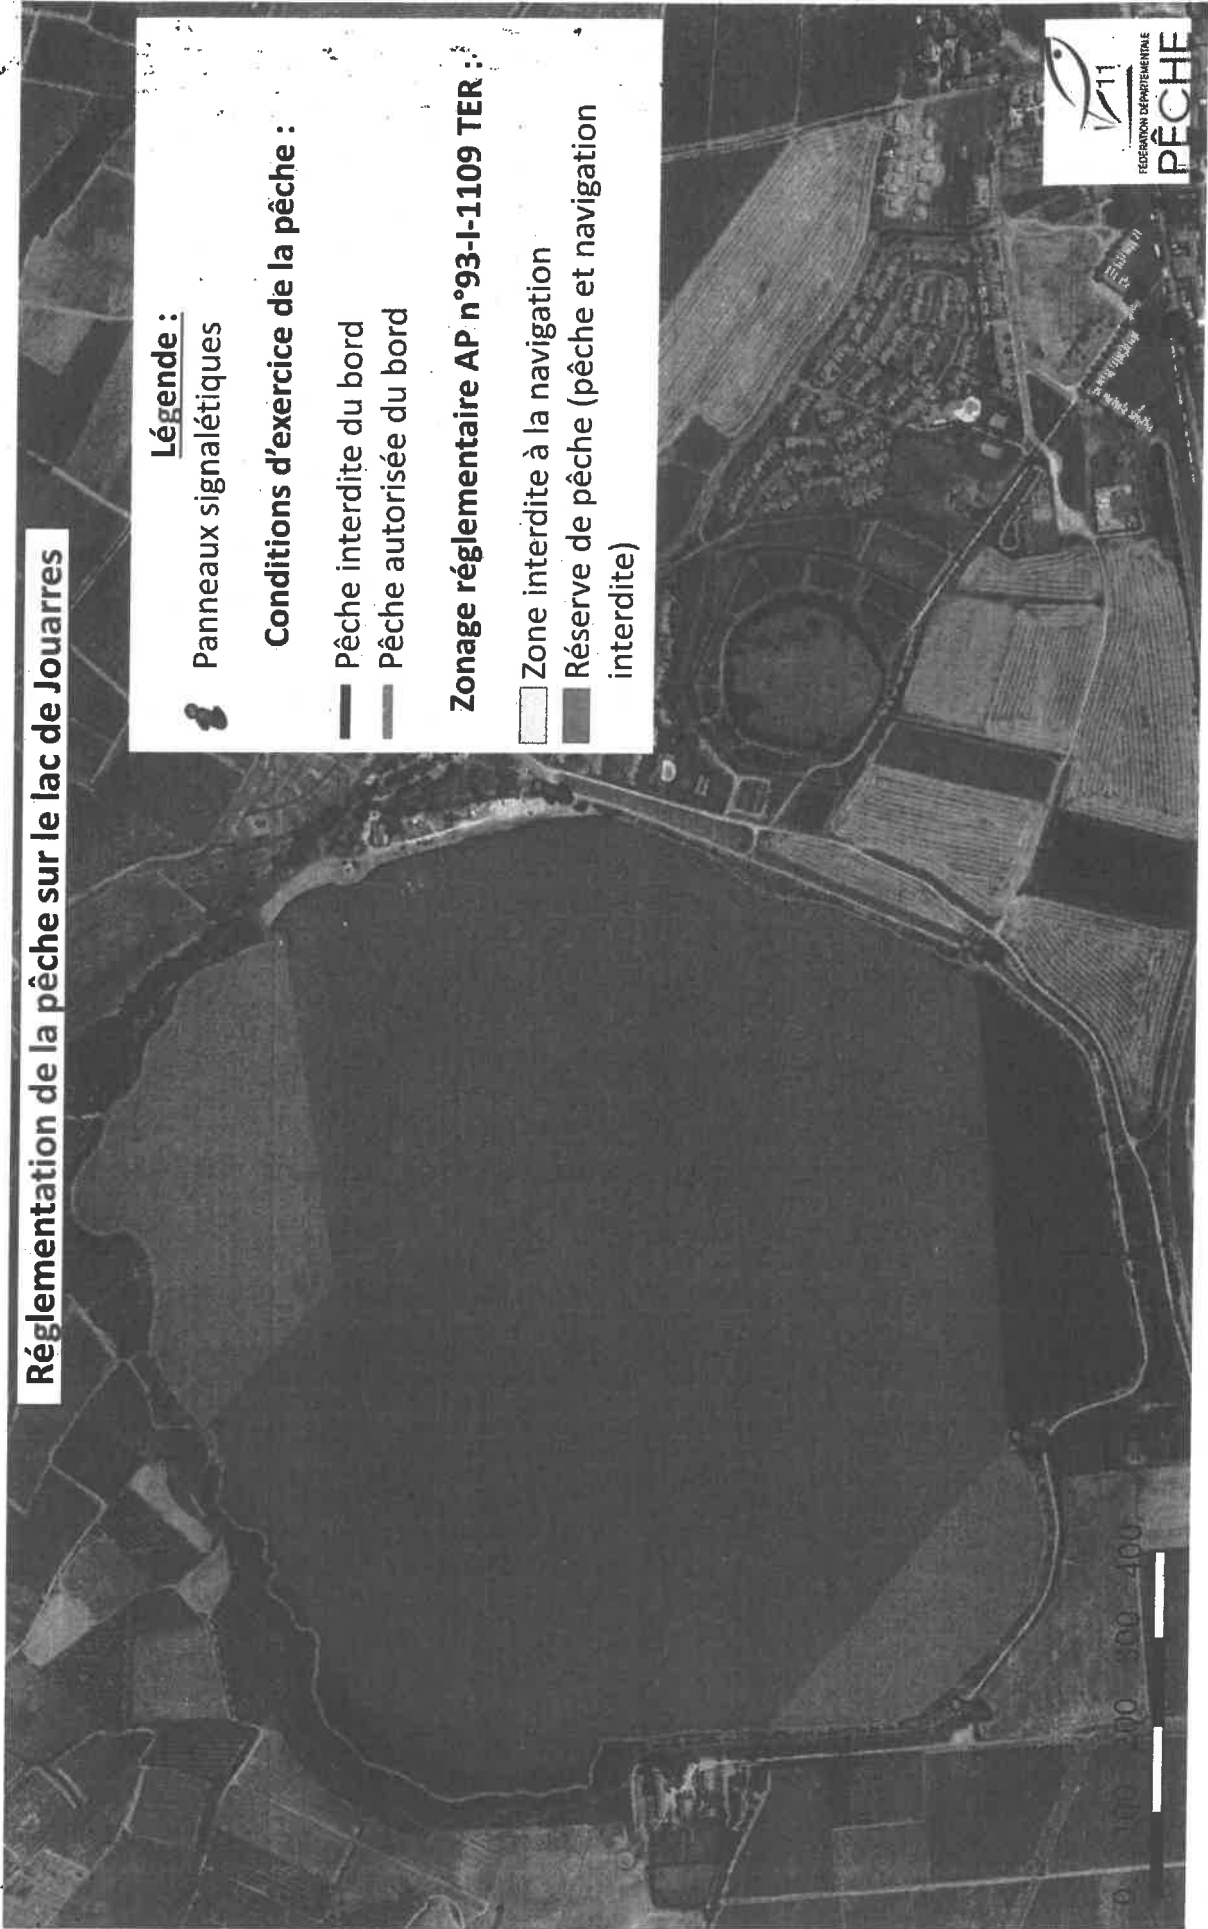 Réglementation de la pêche sur le lac de Jouarres
Légende :
Panneaux signalétiques
Conditions d'exercice de la pêche :
Pêche interdite du bord
Pêche autorisée du bord
Zonage réglementaire AP n°93-I-1109 TER :
Zone interdite à la navigation
Réserve de pêche (pêche et navigation
interdite)
11
FÉDÉRATION DÉPARTEMENTALE
PÊCHE
0 100 200 300 400